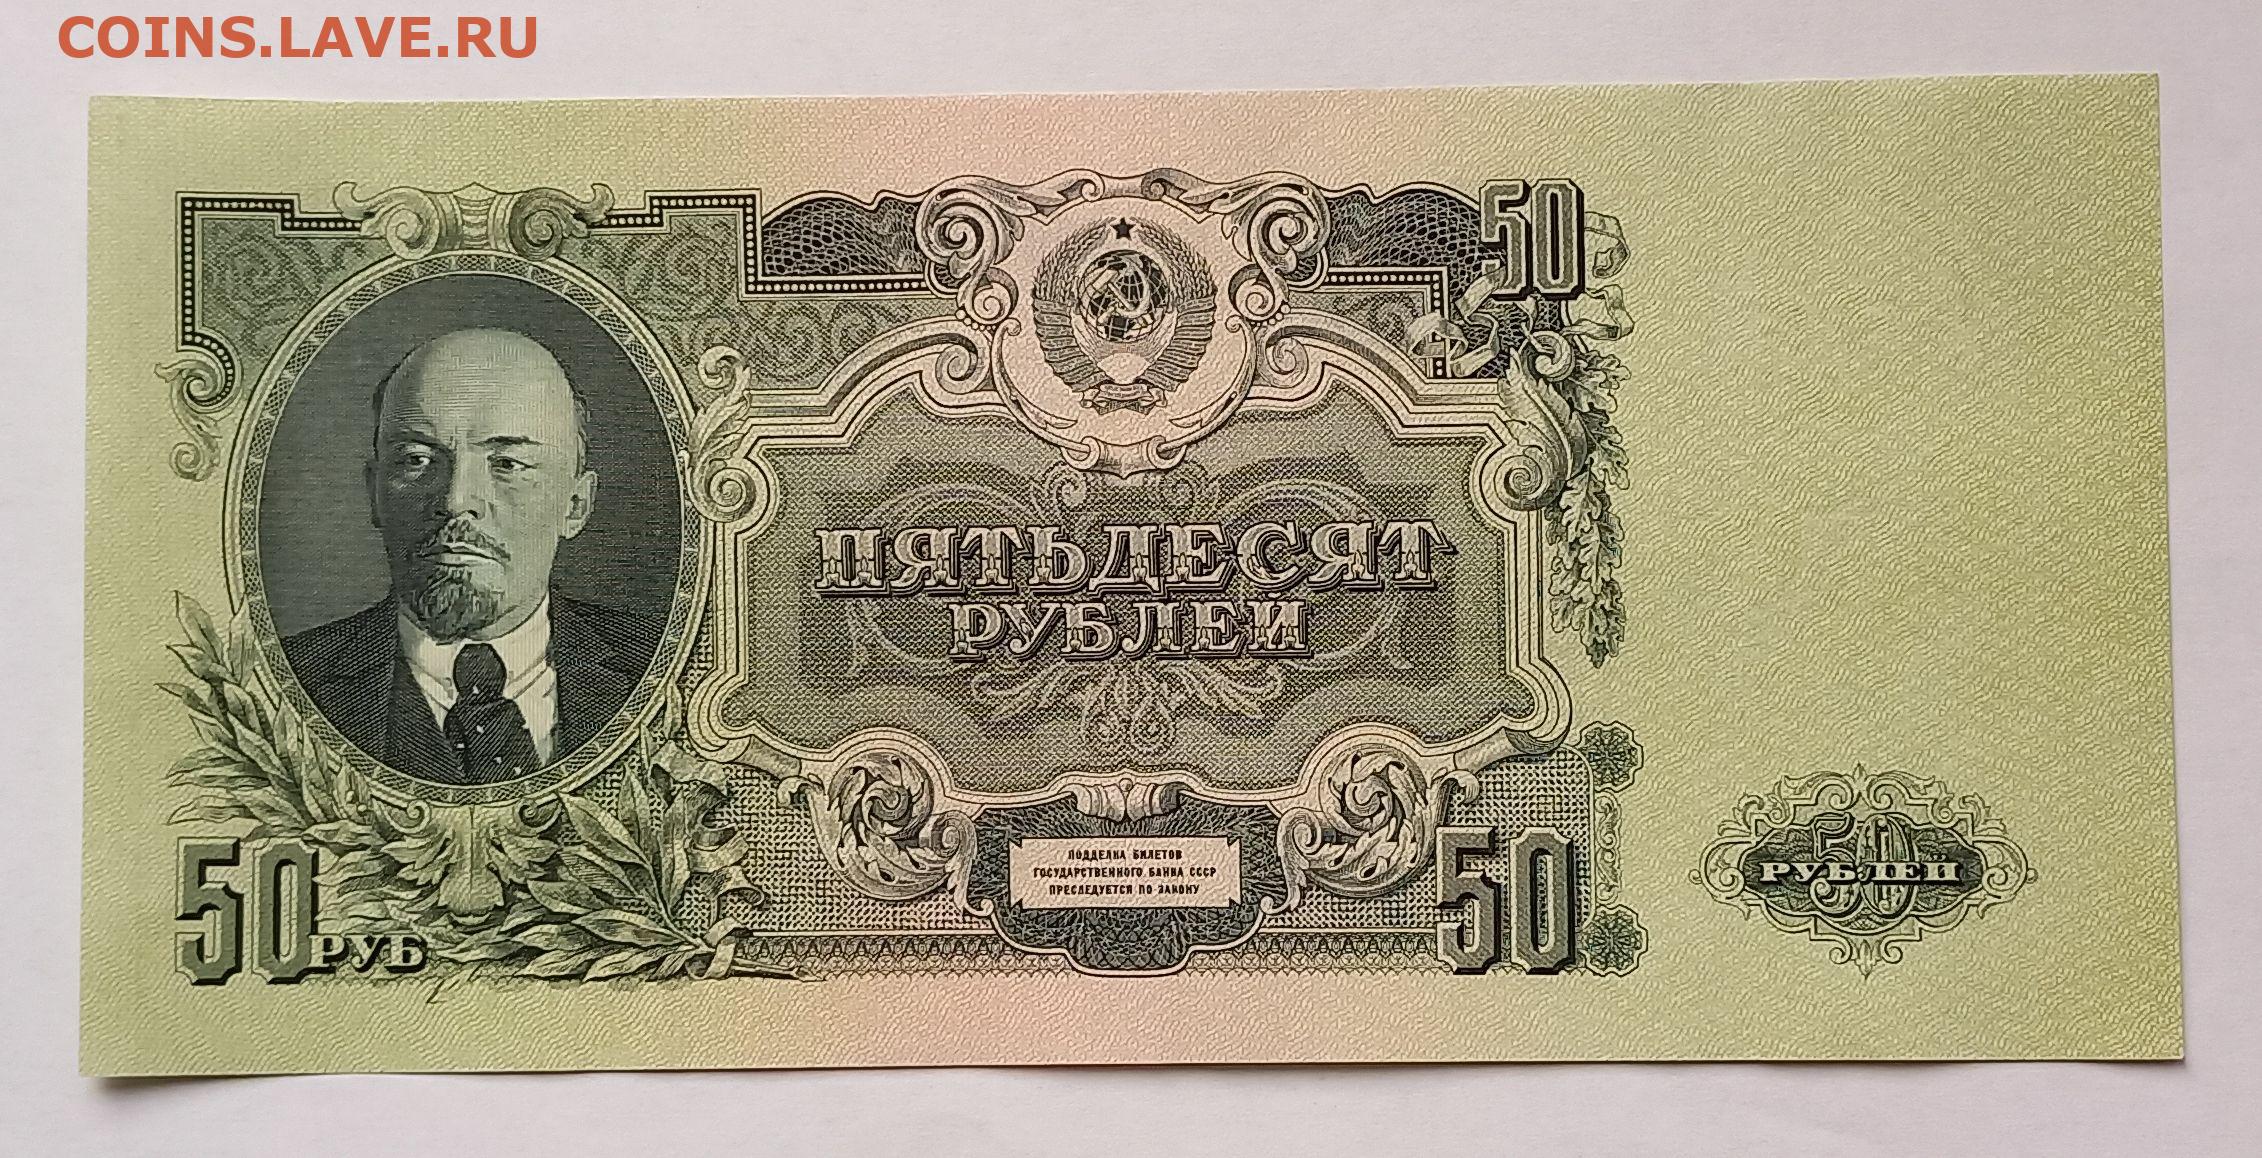 COINS.LAVE.RU
50
ПЯТЬДЕСЯТ
РУБЛЕЙ
ПОДДЕЛКА БИЛЕТОВ
ГОСУДАРСТВЕННОГО БАНКА СССР
ПРЕСЛЕДУЕТСЯ ПО ЗАКОНУ
50 РУБ
50
50
РУБЛЕЙ